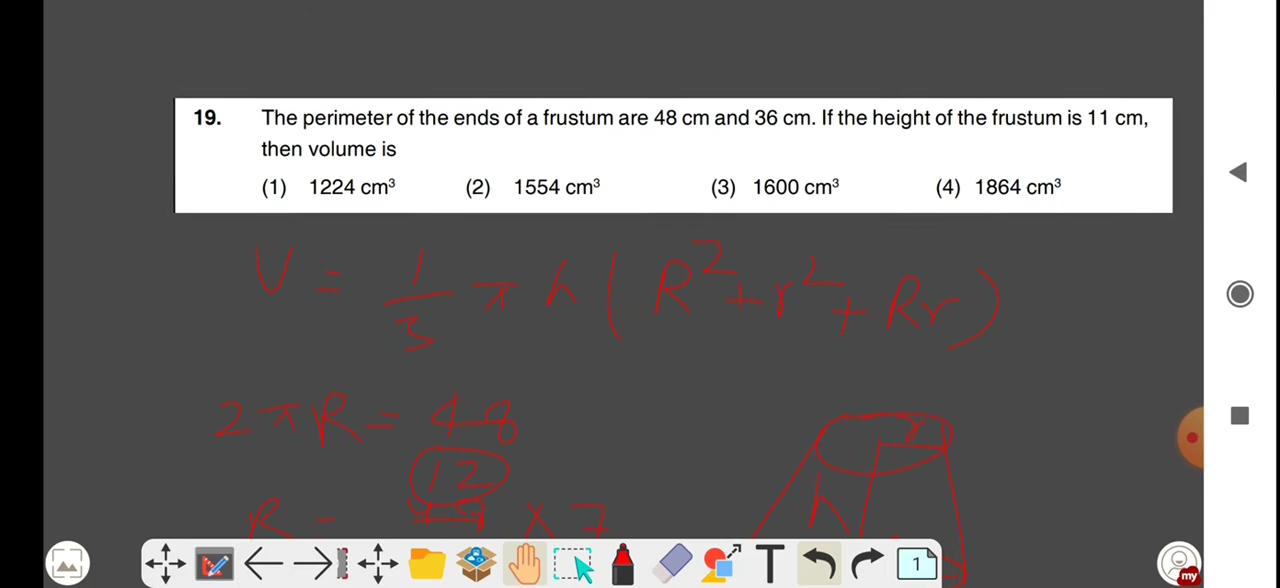 19. The perimeter of the ends of a frustum are 48 cm and 36 cm. If the height of the frustum is 11 cm,
then volume is
(1) 1224 cm³ (2) 1554 cm³ (3) 1600 cm³ (4) 1864 cm³
V = 1/3 π h (R² + r² + Rr)
2πR = 48
12
R = × 7
r
h
T
1
my